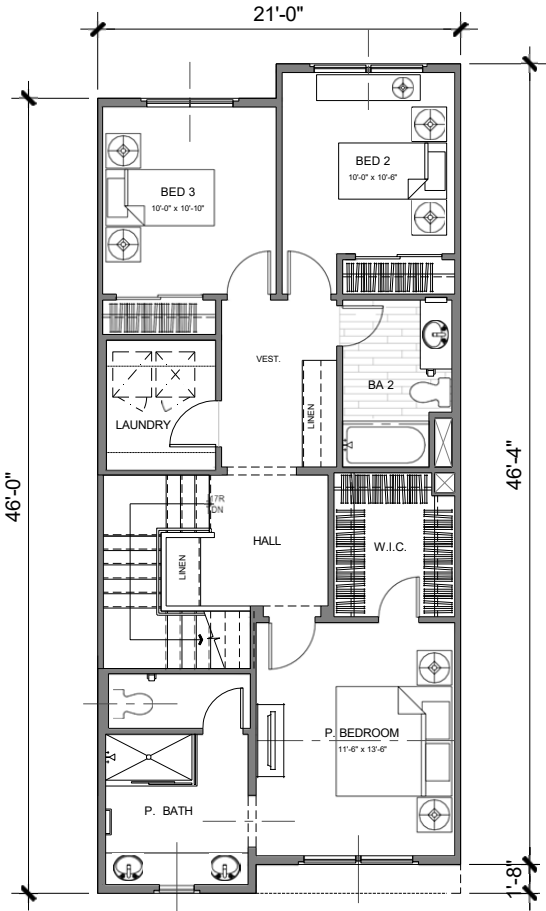 21'-0"
BED 2
10'-0" x 10'-6"
BED 3
10'-0" x 10'-10"
VEST.
BA 2
LINEN
LAUNDRY
46'-0"
46'-4"
17R
DN
HALL
W.I.C.
LINEN
P. BEDROOM
11'-6" x 13'-6"
P. BATH
1'-8"